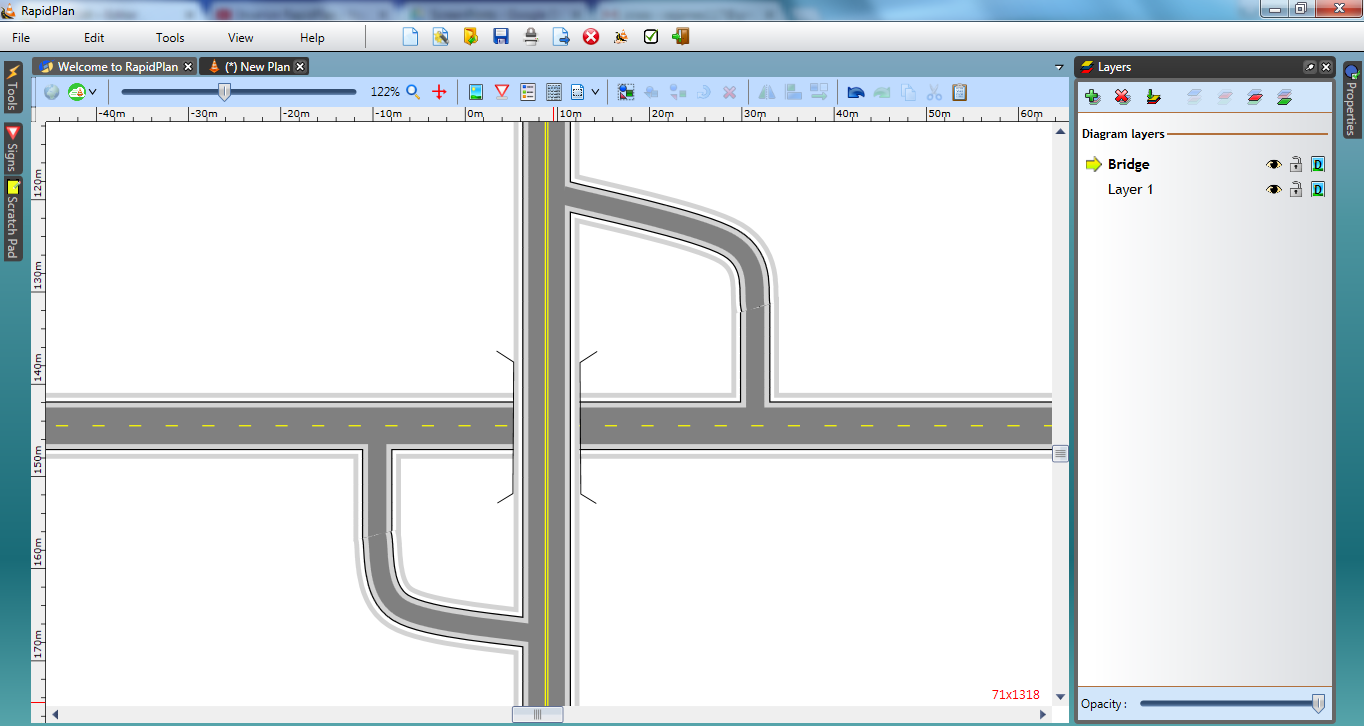 RapidPlan
File Edit Tools View Help
Welcome to RapidPlan (*) New Plan Layers
Tools
Signs
Scratch Pad
Properties
122%
-40m -30m -20m -10m 0m 10m 20m 30m 40m 50m 60m
120m
130m
140m
150m
160m
170m
Diagram layers
Bridge D
Layer 1 D
71x1318
Opacity :